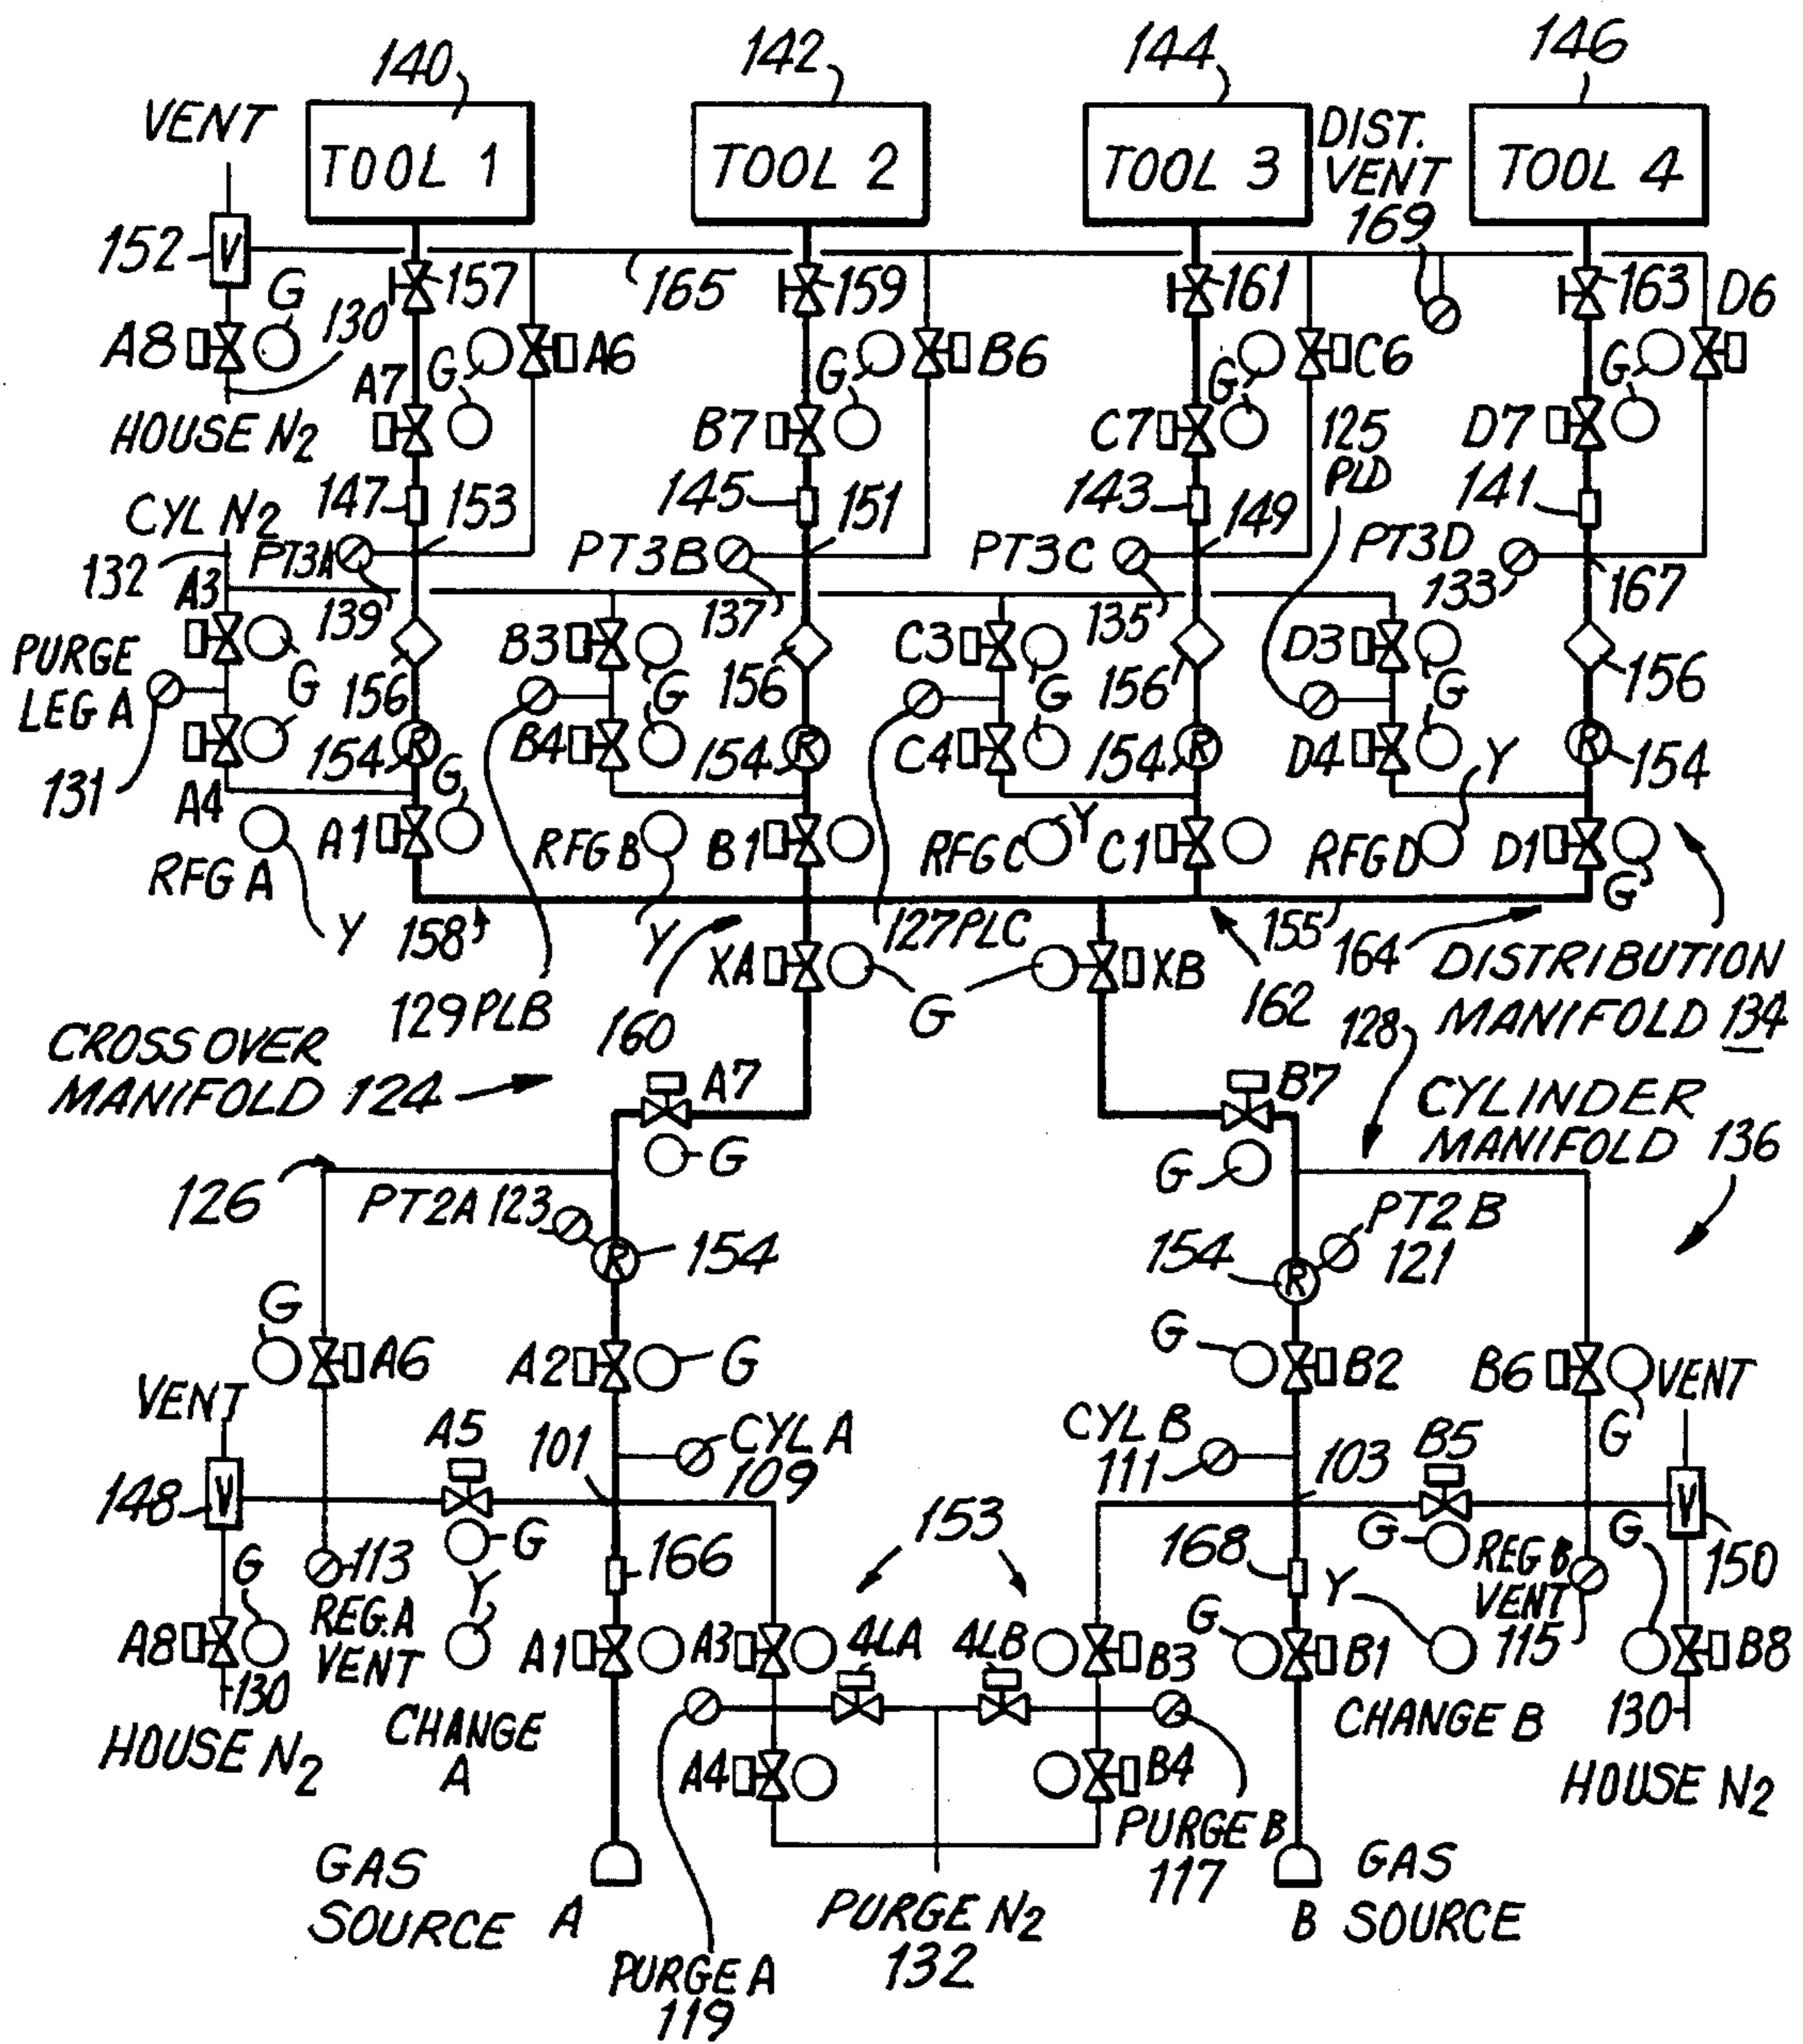 140
142
144
146
VENT
TOOL 1
TOOL 2
TOOL 3
DIST.
VENT
169
TOOL 4
152
V
G
130
157
165
159
161
163
D6
A8
A7
G
A6
G
B6
G
C6
G
HOUSE N2
B7
C7
125
PLD
D7
CYL N2
147
153
145
151
143
149
141
132
PT3A
PT3B
PT3C
PT3D
133
A3
139
137
135
167
PURGE
LEG A
G
156
B3
G
156
C3
G
156
D3
G
156
131
G
154
R
B4
154
R
C4
154
R
D4
Y
R
154
A4
G
RFG A
A1
RFG B
B1
RFG C
Y
C1
RFG D
D1
G
Y
158
Y
127 PLC
155
164
DISTRIBUTION
MANIFOLD 134
XA
G
XB
129 PLB
160
162
128
CROSS OVER
MANIFOLD 124
A7
B7
CYLINDER
MANIFOLD 136
G
G
126
PT2A 123
R
154
154
R
PT2B
121
G
A6
A2
G
G
B2
B6
VENT
G
VENT
A5
101
CYL A
109
CYL B
111
103
B5
148
V
G
153
G
V
150
G
113
REG.A
VENT
Y
166
168
Y
REG B
VENT
115
G
A8
130
HOUSE N2
A1
A3
4LA
4LB
B3
G
B1
B8
CHANGE
A
CHANGE B
130
HOUSE N2
A4
B4
GAS
SOURCE A
PURGE B
117
B
GAS
SOURCE
PURGE N2
132
PURGE A
119